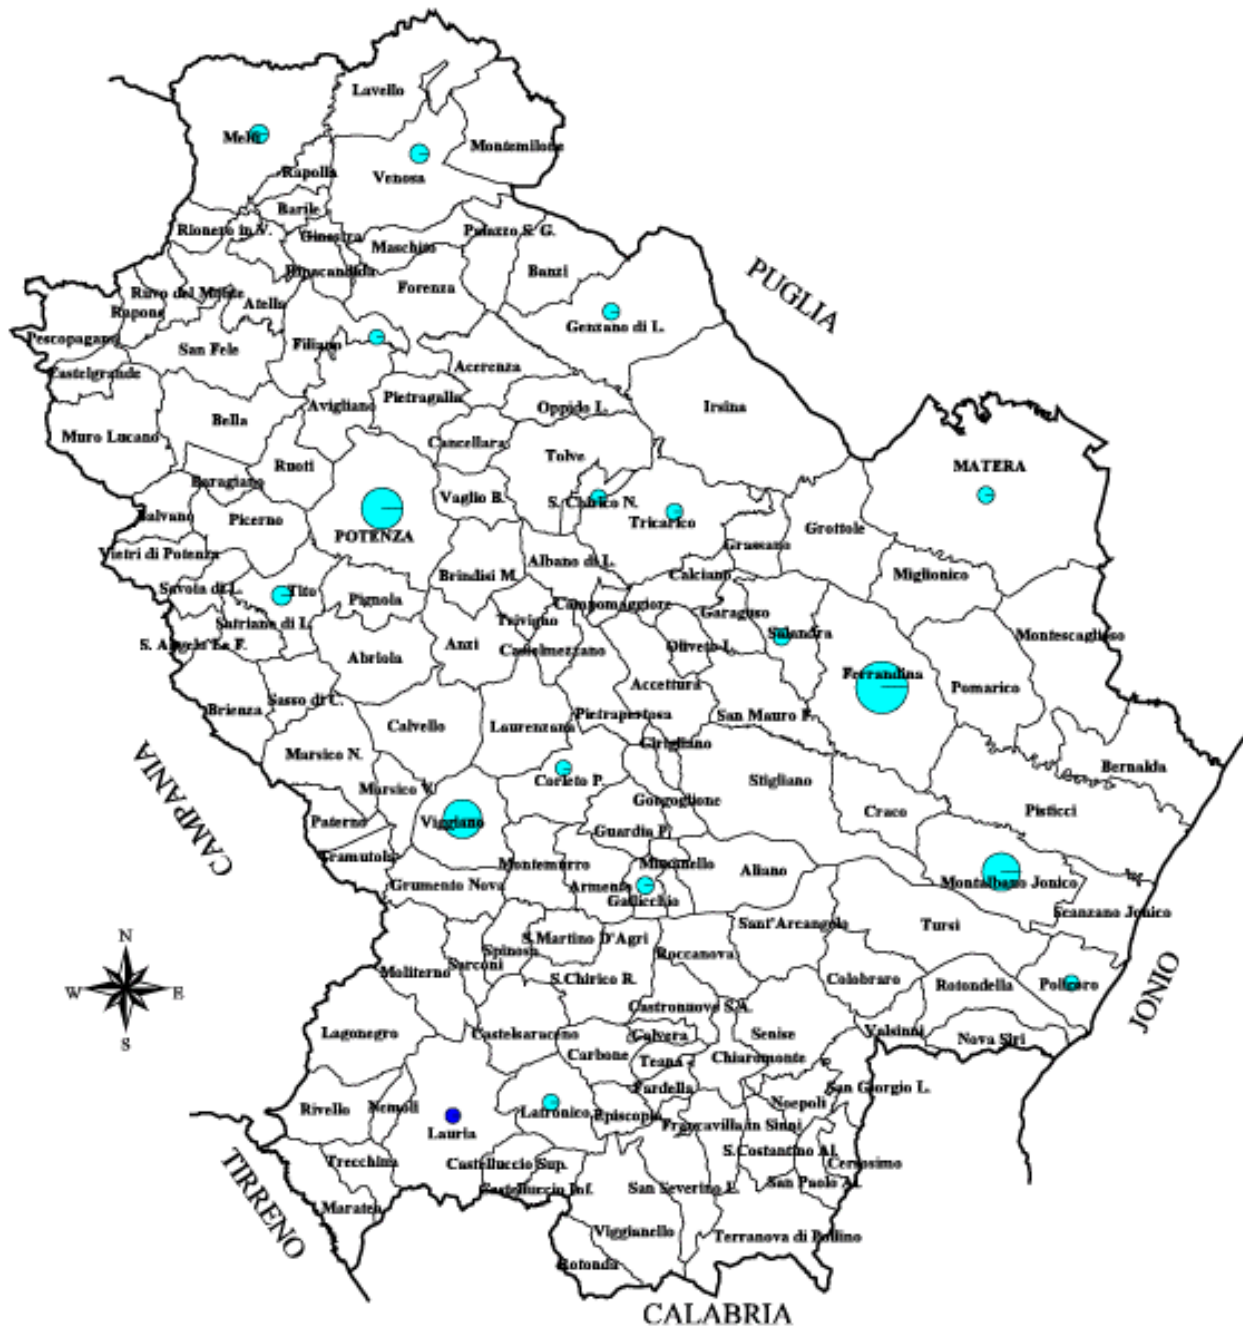 Lavello
Melfi
Montemilone
Rapolla
Venosa
Barile
Rionero in V.
Ginestra
Palazzo S. G.
Maschito
Banzi
Ripacandida
Forenza
Ruvo del Monte
Atella
Rapone
Genzano di L.
PUGLIA
Pescopagano
San Fele
Filiano
Castelgrande
Acerenza
Avigliano
Pietragalla
Oppido L.
Irsina
Bella
Muro Lucano
Cancellara
Tolve
Ruoti
MATERA
Baragiano
Vaglio B.
S. Chirico N.
Balvano
Picerno
Tricarico
Grottole
POTENZA
Grassano
Vietri di Potenza
Albano di L.
Brindisi M.
Calciano
Miglionico
Savoia di L.
Tito
Pignola
Campomaggiore
Garaguso
Satriano di L.
Trivigno
Salandra
Montescaglioso
S. Angelo Le F.
Anzi
Castelmezzano
Oliveto L.
Abriola
Ferrandina
Accettura
Pomarico
Sasso di C.
Brienza
Pietrapertosa
San Mauro F.
Calvello
Laurenzana
Cirigliano
Marsico N.
Bernalda
CAMPANIA
Corleto P.
Stigliano
Marsico V.
Gorgoglione
Pisticci
Craco
Paterno
Viggiano
Guardia P.
Tramutola
Montemurro
Missanello
Aliano
Grumento Nova
Armento
Montalbano Jonico
Gallicchio
Scanzano Jonico
Sant'Arcangelo
Tursi
S.Martino D'Agri
Spinoso
Roccanova
Sarconi
Moliterno
S.Chirico R.
Colobraro
Rotondella
Policoro
N
W
E
S
JONIO
Castronuovo S.A.
Lagonegro
Castelsaraceno
Calvera
Senise
Valsinni
Nova Siri
Carbone
Teana
Chiaromonte
Fardella
San Giorgio L.
Noepoli
Rivello
Nemoli
Latronico
Episcopia
Francavilla in Sinni
Lauria
S.Costantino Al.
Trecchina
Castelluccio Sup.
Cersosimo
San Paolo Al.
Castelluccio Inf.
San Severino L.
TIRRENO
Maratea
Viggianello
Terranova di Pollino
Rotonda
CALABRIA